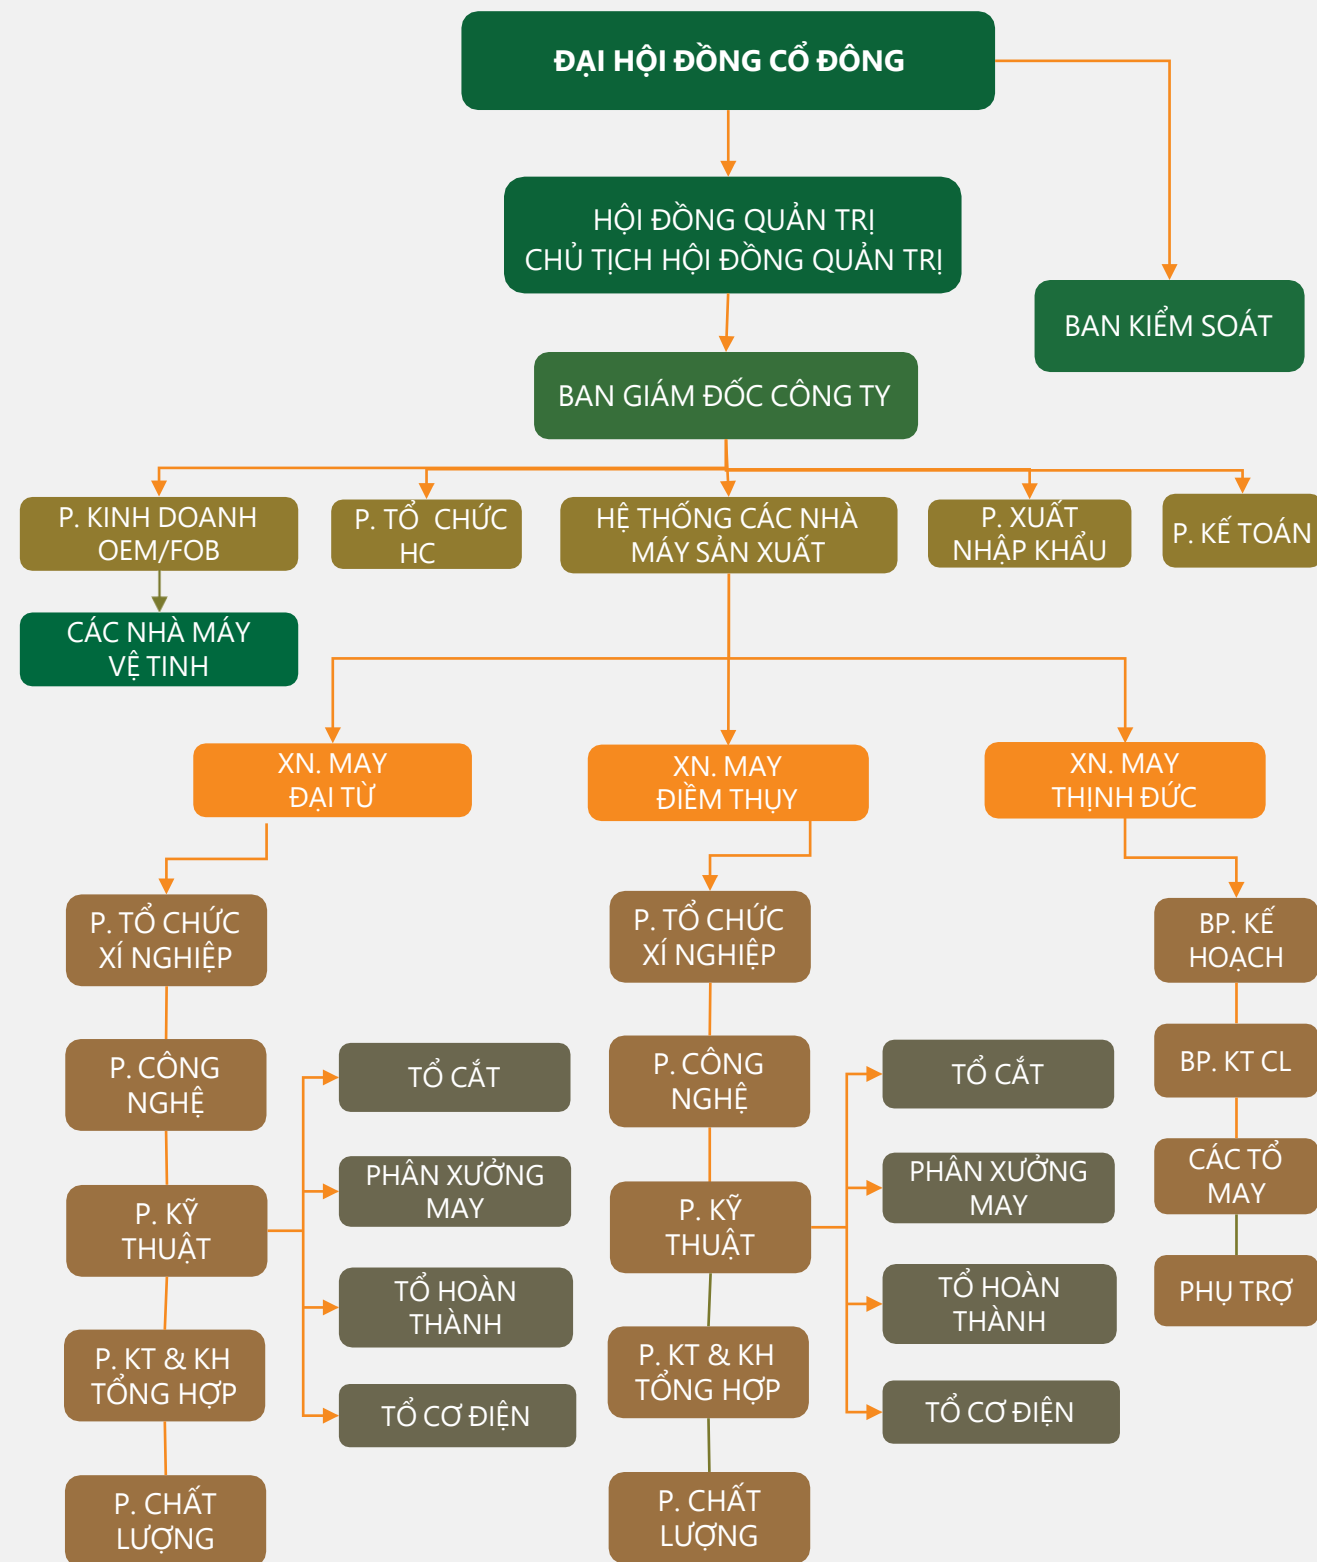 ĐẠI HỘI ĐỒNG CỔ ĐÔNG
HỘI ĐỒNG QUẢN TRỊ
CHỦ TỊCH HỘI ĐỒNG QUẢN TRỊ
BAN KIỂM SOÁT
BAN GIÁM ĐỐC CÔNG TY
P. KINH DOANH
OEM/FOB
P. TỔ CHỨC
HC
HỆ THỐNG CÁC NHÀ
MÁY SẢN XUẤT
P. XUẤT
NHẬP KHẨU
P. KẾ TOÁN
CÁC NHÀ MÁY
VỆ TINH
XN. MAY
ĐẠI TỪ
XN. MAY
ĐIỀM THỤY
XN. MAY
THỊNH ĐỨC
P. TỔ CHỨC
XÍ NGHIỆP
P. CÔNG
NGHỆ
P. KỸ
THUẬT
P. KT & KH
TỔNG HỢP
P. CHẤT
LƯỢNG
TỔ CẮT
PHÂN XƯỞNG
MAY
TỔ HOÀN
THÀNH
TỔ CƠ ĐIỆN
P. TỔ CHỨC
XÍ NGHIỆP
P. CÔNG
NGHỆ
P. KỸ
THUẬT
P. KT & KH
TỔNG HỢP
P. CHẤT
LƯỢNG
TỔ CẮT
PHÂN XƯỞNG
MAY
TỔ HOÀN
THÀNH
TỔ CƠ ĐIỆN
BP. KẾ
HOẠCH
BP. KT CL
CÁC TỔ
MAY
PHỤ TRỢ